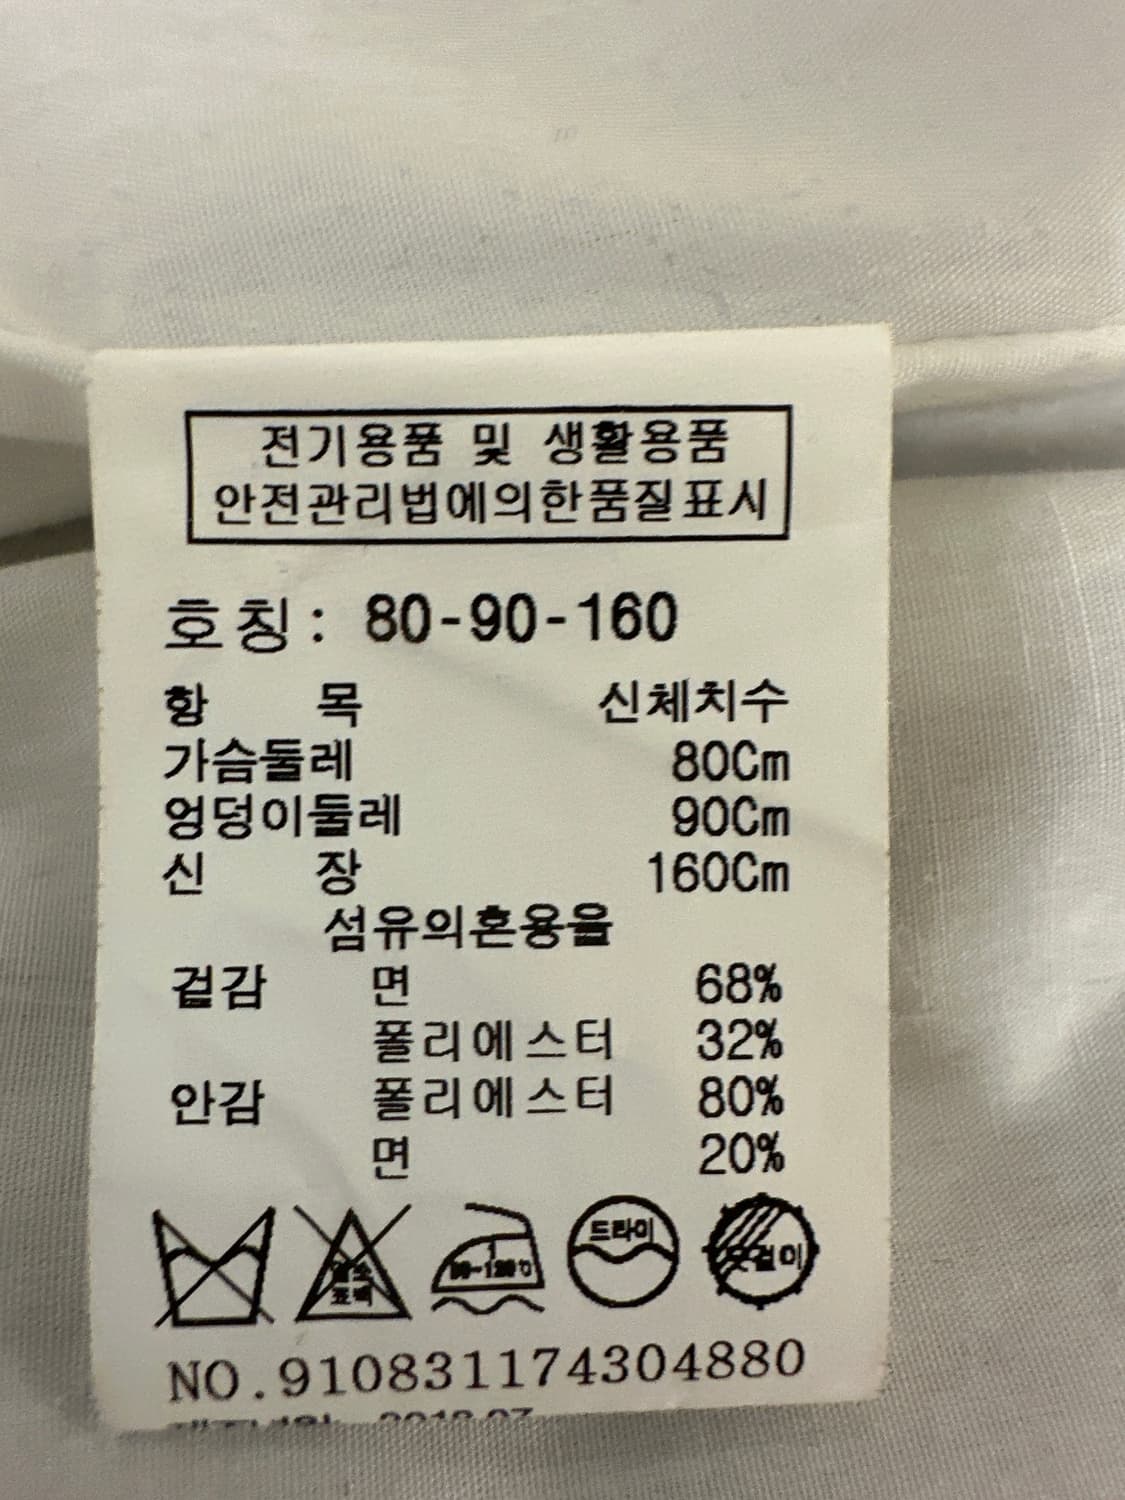 전기용품 및 생활용품
안전관리법에의한품질표시
호칭: 80-90-160
항 목 신체치수
가슴둘레 80Cm
엉덩이둘레 90Cm
신 장 160Cm
섬유의혼용율
겉감 면 68%
폴리에스터 32%
안감 폴리에스터 80%
면 20%
드라이
옷걸이
NO.910831174304880